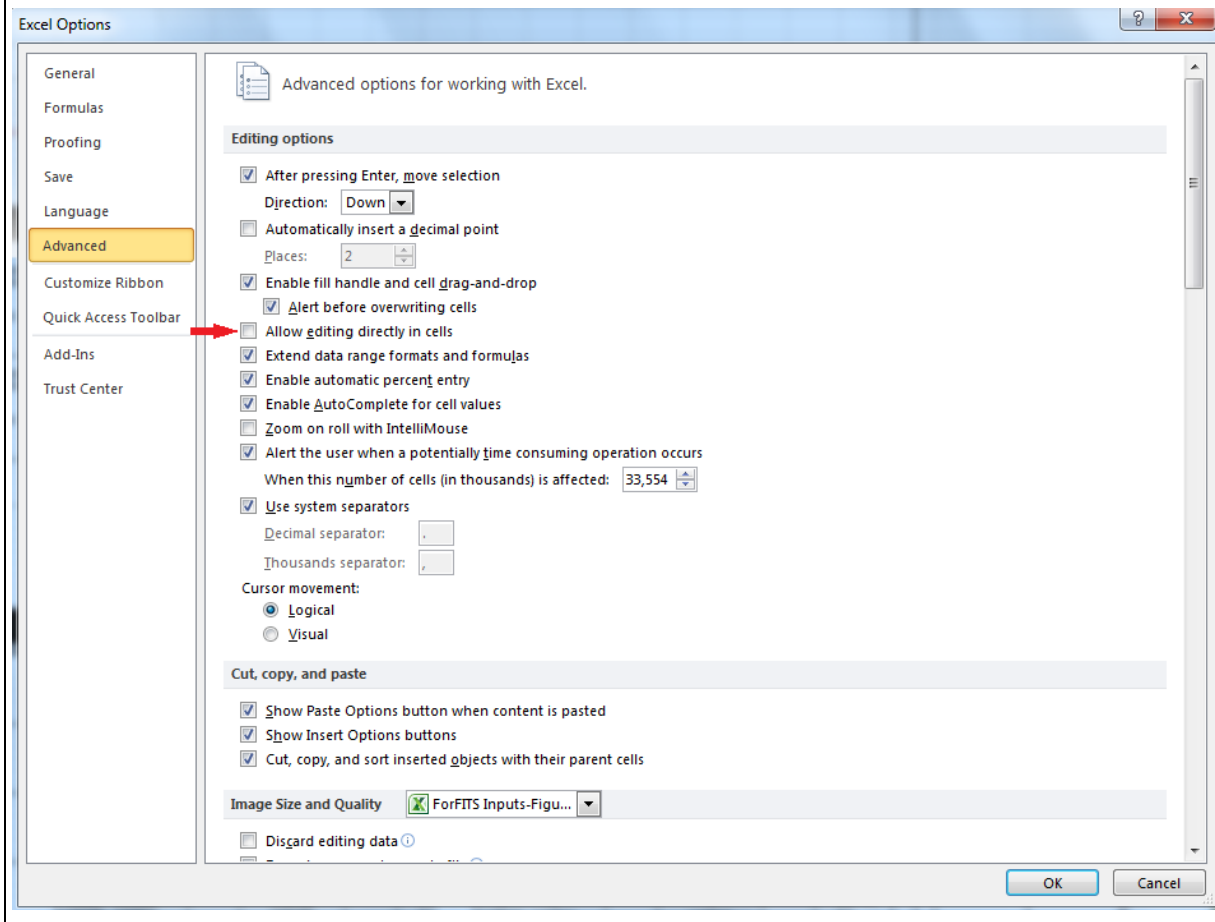 Excel Options
General
Formulas
Proofing
Save
Language
Advanced
Customize Ribbon
Quick Access Toolbar
Add-Ins
Trust Center
Advanced options for working with Excel.
Editing options
After pressing Enter, move selection
Direction: Down
Automatically insert a decimal point
Places: 2
Enable fill handle and cell drag-and-drop
Alert before overwriting cells
Allow editing directly in cells
Extend data range formats and formulas
Enable automatic percent entry
Enable AutoComplete for cell values
Zoom on roll with IntelliMouse
Alert the user when a potentially time consuming operation occurs
When this number of cells (in thousands) is affected: 33,554
Use system separators
Decimal separator: .
Thousands separator: ,
Cursor movement:
Logical
Visual
Cut, copy, and paste
Show Paste Options button when content is pasted
Show Insert Options buttons
Cut, copy, and sort inserted objects with their parent cells
Image Size and Quality ForFITS Inputs-Figu...
Discard editing data
OK Cancel